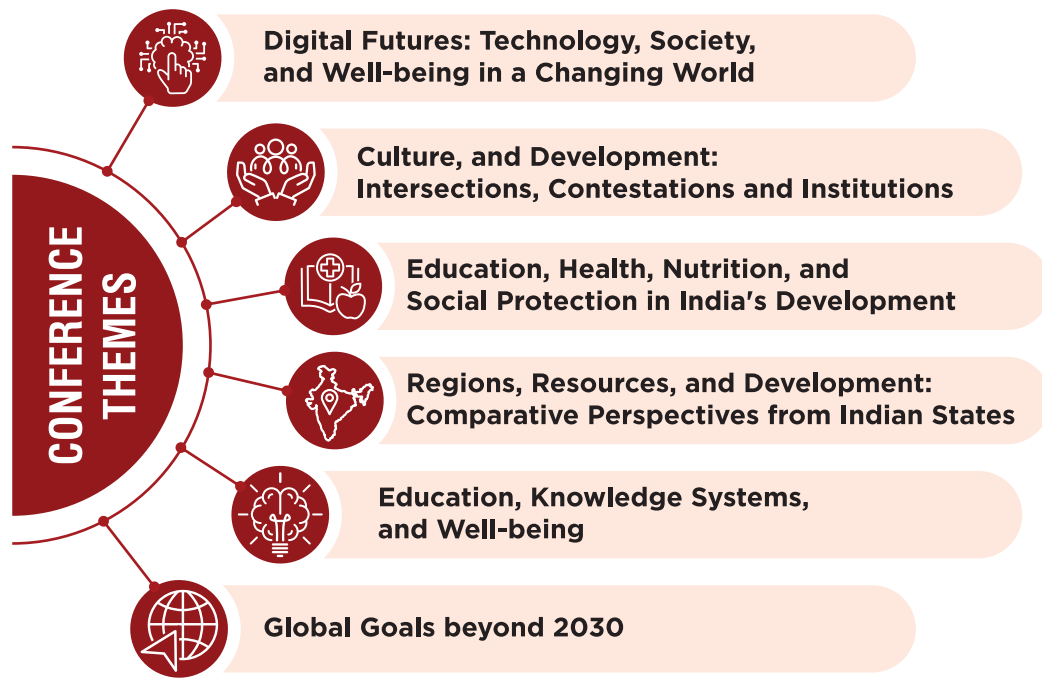 CONFERENCE
THEMES
Digital Futures: Technology, Society,
and Well-being in a Changing World
Culture, and Development:
Intersections, Contestations and Institutions
Education, Health, Nutrition, and
Social Protection in India's Development
Regions, Resources, and Development:
Comparative Perspectives from Indian States
Education, Knowledge Systems,
and Well-being
Global Goals beyond 2030